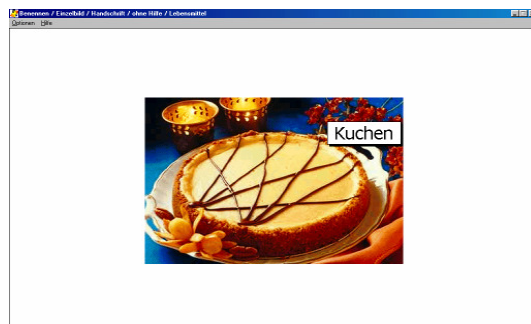 Benennen / Einzelbild / Handschrift / ohne Hilfe / Lebensmittel
Optionen Hilfe
Kuchen